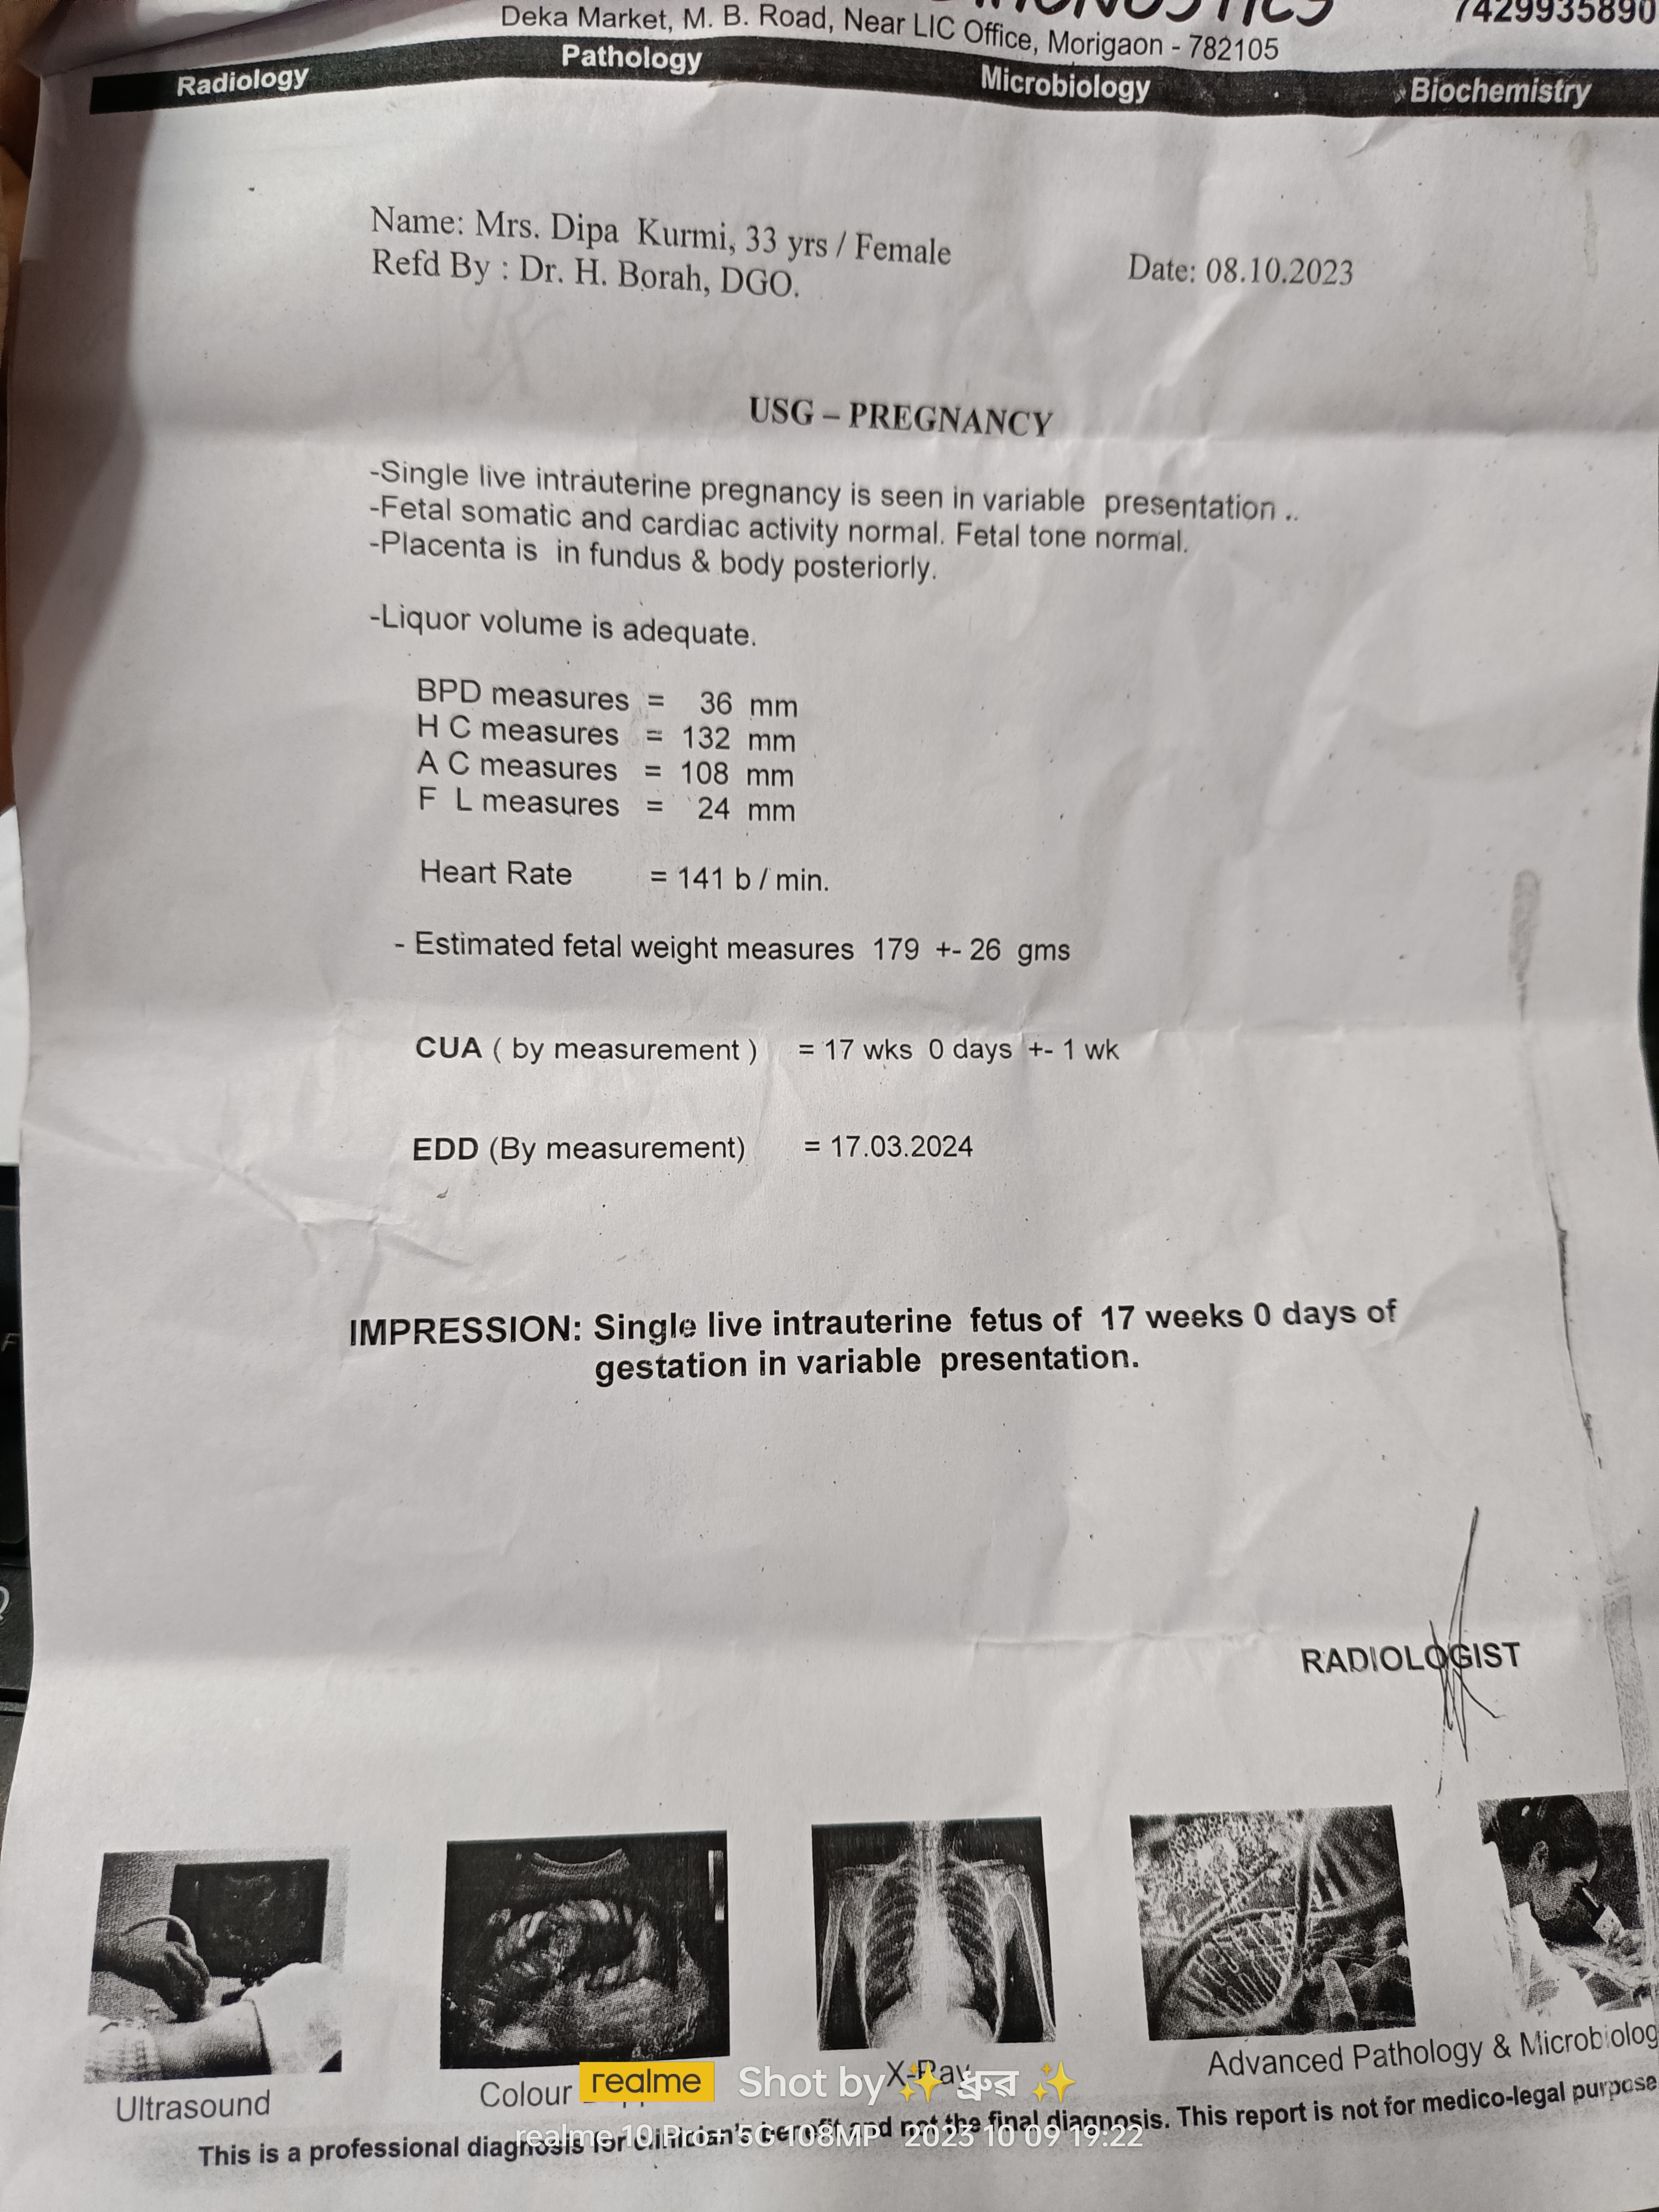 DIAGNOSTICS
7429935890
Deka Market, M. B. Road, Near LIC Office, Morigaon - 782105
Radiology Pathology Microbiology Biochemistry
Name: Mrs. Dipa Kurmi, 33 yrs / Female
Refd By : Dr. H. Borah, DGO. Date: 08.10.2023
USG – PREGNANCY
-Single live intrauterine pregnancy is seen in variable presentation ..
-Fetal somatic and cardiac activity normal. Fetal tone normal.
-Placenta is in fundus & body posteriorly.
-Liquor volume is adequate.
BPD measures = 36 mm
H C measures = 132 mm
A C measures = 108 mm
F L measures = 24 mm
Heart Rate = 141 b / min.
- Estimated fetal weight measures 179 +- 26 gms
CUA ( by measurement ) = 17 wks 0 days +- 1 wk
EDD (By measurement) = 17.03.2024
IMPRESSION: Single live intrauterine fetus of 17 weeks 0 days of
gestation in variable presentation.
RADIOLOGIST
Ultrasound Colour X-Ray Advanced Pathology & Microbiolog
This is a professional diagnosis for clinician's benefit and not the final diagnosis. This report is not for medico-legal purpose
realme Shot by ✨ ধ্ৰুৱ ✨
realme 10 Pro+ 5G 108MP 2023 10 09 19:22